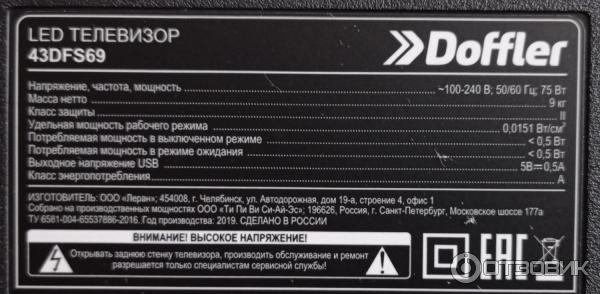 LED ТЕЛЕВИЗОР
43DFS69
Doffler
Напряжение, частота, мощность ~100-240 В; 50/60 Гц; 75 Вт
Масса нетто 9 кг
Класс защиты II
Удельная мощность рабочего режима 0,0151 Вт/см²
Потребляемая мощность в выключенном режиме < 0,5 Вт
Потребляемая мощность в режиме ожидания < 0,5 Вт
Выходное напряжение USB 5В⎓0,5А
Класс энергопотребления A
ИЗГОТОВИТЕЛЬ: ООО «Леран»; 454008, г. Челябинск, ул. Автодорожная, дом 19-а, строение 4, офис 1
Собрано на производственных мощностях ООО «Ти Пи Ви Си-Ай-Эс»; 196626, Россия, г. Санкт-Петербург, Московское шоссе 177а
ТУ 6581-004-65537886-2016. Год производства: 2019. СДЕЛАНО В РОССИИ
ВНИМАНИЕ! ВЫСОКОЕ НАПРЯЖЕНИЕ!
Открывать заднюю стенку телевизора, производить обслуживание и ремонт
разрешается только специалистам сервисной службы!
EAC
ОТЗОВИК